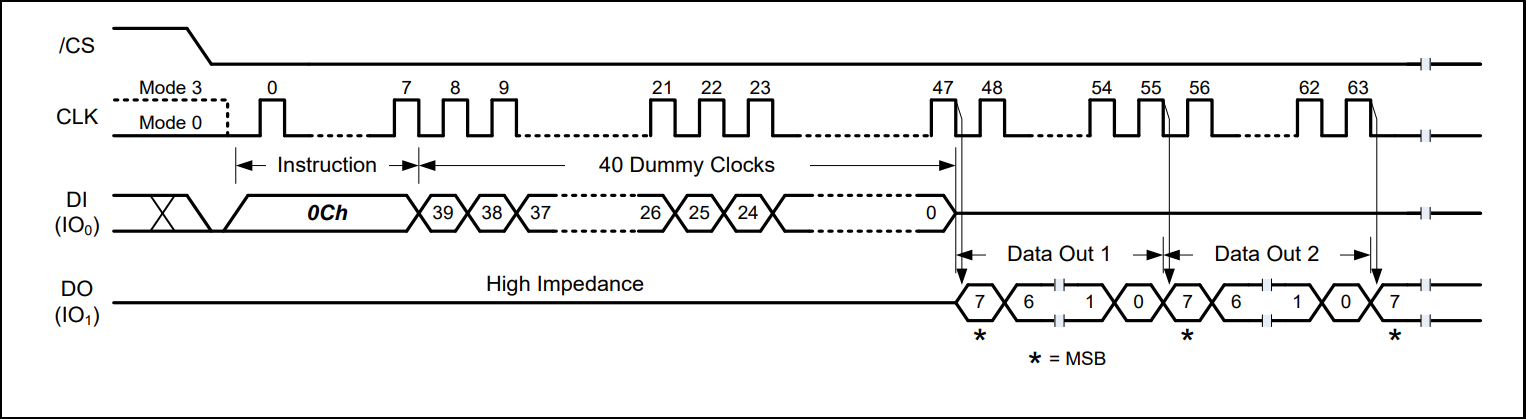 /CS
Mode 3 0 7 8 9 21 22 23 47 48 54 55 56 62 63
CLK
Mode 0
Instruction 40 Dummy Clocks
DI
(IO₀)
0Ch 39 38 37 26 25 24 0
Data Out 1 Data Out 2
High Impedance
DO
(IO₁)
7 6 1 0 7 6 1 0 7
* * *
* = MSB